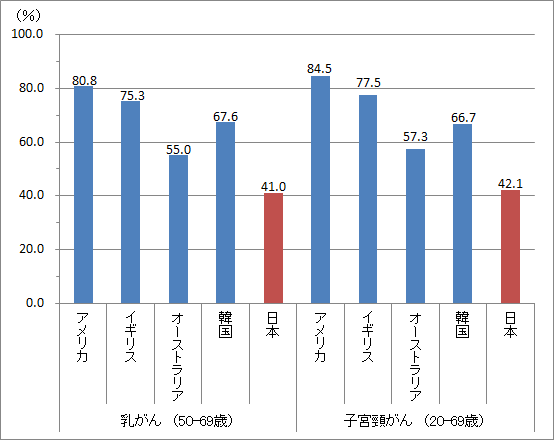 (%)
100.0
80.0
60.0
40.0
20.0
0.0
80.8
75.3
55.0
67.6
41.0
84.5
77.5
57.3
66.7
42.1
アメリカ
イギリス
オーストラリア
韓国
日本
アメリカ
イギリス
オーストラリア
韓国
日本
乳がん (50-69歳)
子宮頸がん (20-69歳)